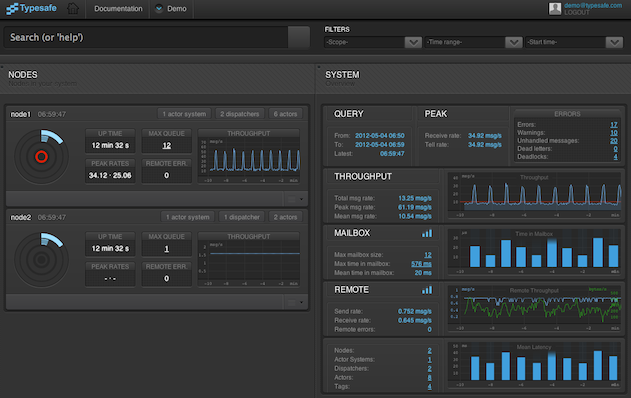 Typesafe
Documentation
Demo
demo@typesafe.com
LOGOUT
Search (or 'help')
FILTERS
-Scope-
-Time range-
-Start time-
NODES
SYSTEM
node1 06:59:47
1 actor system
2 dispatchers
6 actors
UP TIME
12 min 32 s
MAX QUEUE
12
PEAK RATES
34.12 · 25.06
REMOTE ERR.
0
THROUGHPUT
msg/s
node2 06:59:47
1 actor system
1 dispatcher
2 actors
UP TIME
12 min 32 s
MAX QUEUE
1
PEAK RATES
- · -
REMOTE ERR.
0
THROUGHPUT
msg/s
QUERY
From: 2012-05-04 06:50
To: 2012-05-04 06:59
Latest: 06:59:47
PEAK
Receive rate: 34.92 msg/s
Tell rate: 34.92 msg/s
ERRORS
Errors: 17
Warnings: 10
Unhandled messages: 20
Dead letters: 0
Deadlocks: 4
THROUGHPUT
Total msg rate: 13.25 msg/s
Peak msg rate: 61.19 msg/s
Mean msg rate: 10.54 msg/s
Throughput
msg/s
MAILBOX
Max mailbox size: 12
Max time in mailbox: 576 ms
Mean time in mailbox: 20 ms
Time in Mailbox
REMOTE
Send rate: 0.752 msg/s
Receive rate: 0.645 msg/s
Remote errors: 0
Remote Throughput
msg/s
bytes/s
Nodes: 2
Actor Systems: 1
Dispatchers: 2
Actors: 8
Tags: 4
Mean Latency